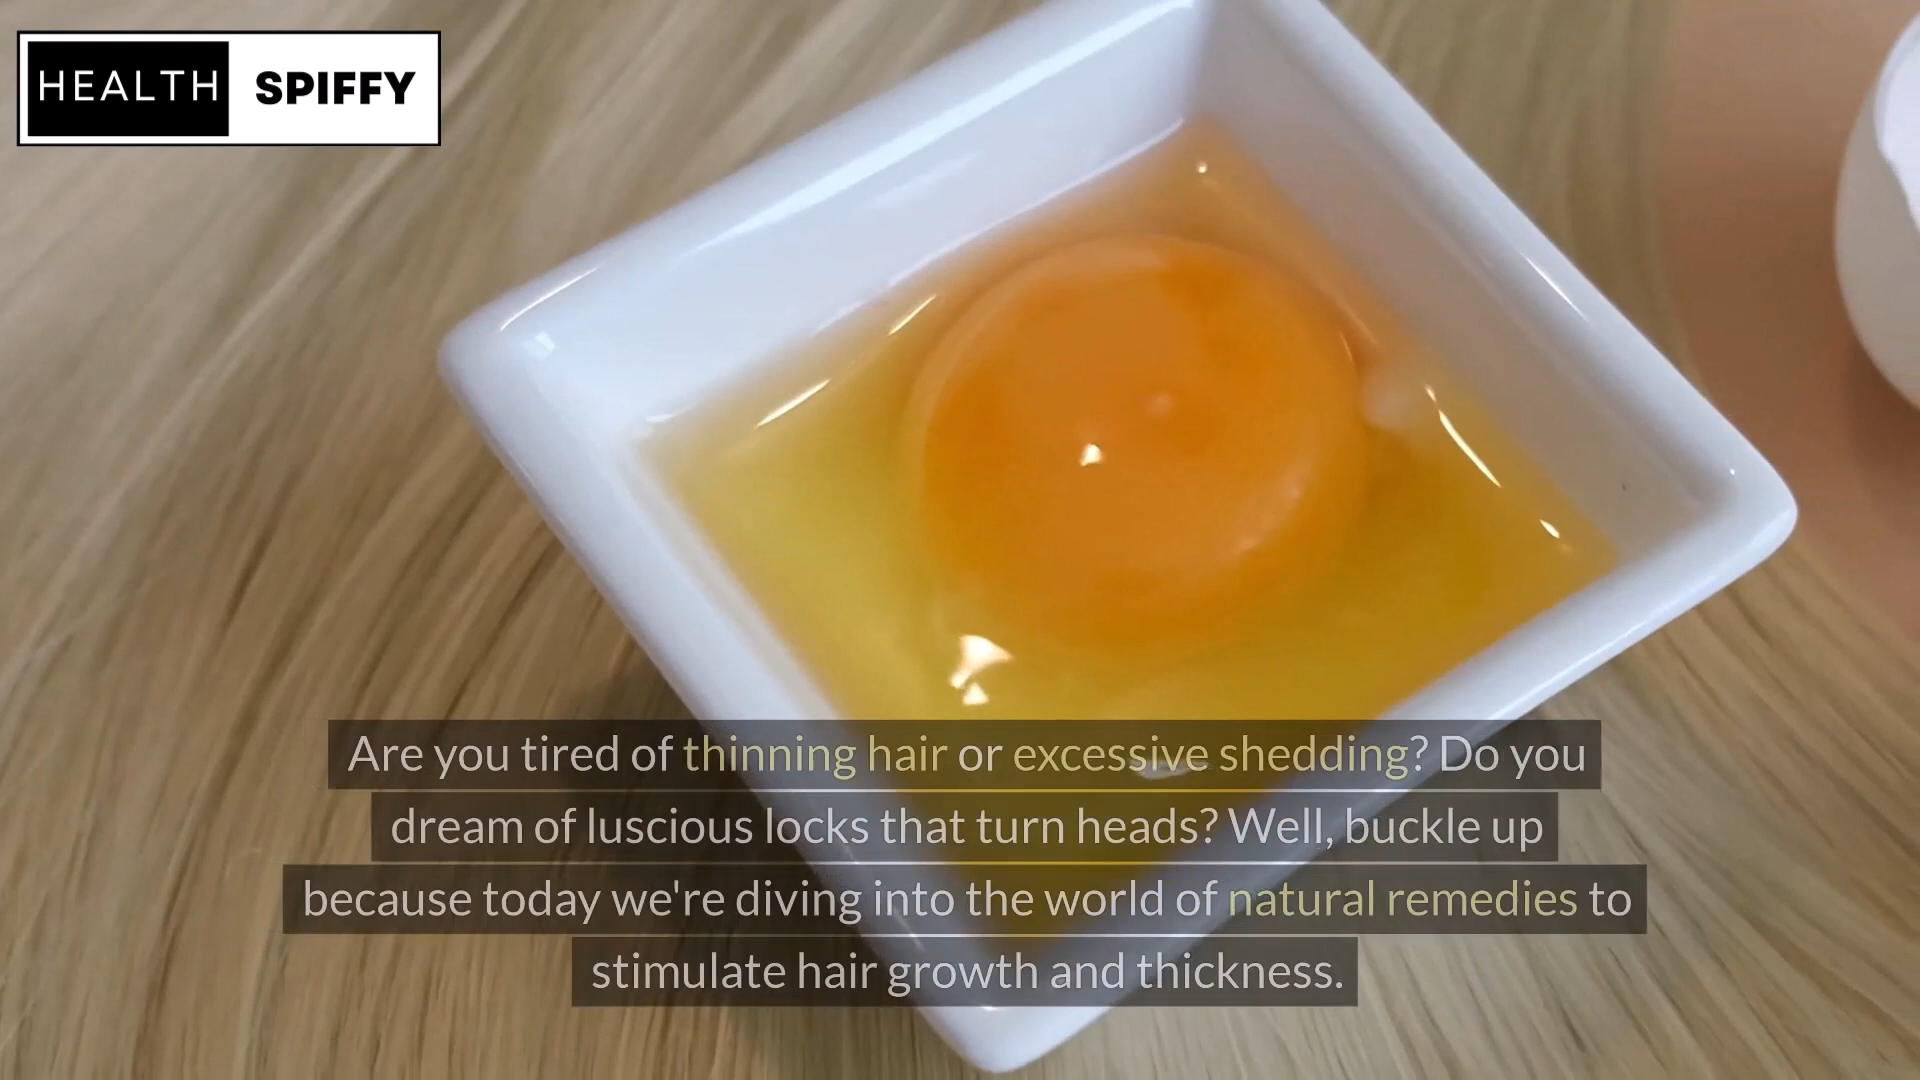 HEALTH SPIFFY
Are you tired of thinning hair or excessive shedding? Do you
dream of luscious locks that turn heads? Well, buckle up
because today we're diving into the world of natural remedies to
stimulate hair growth and thickness.